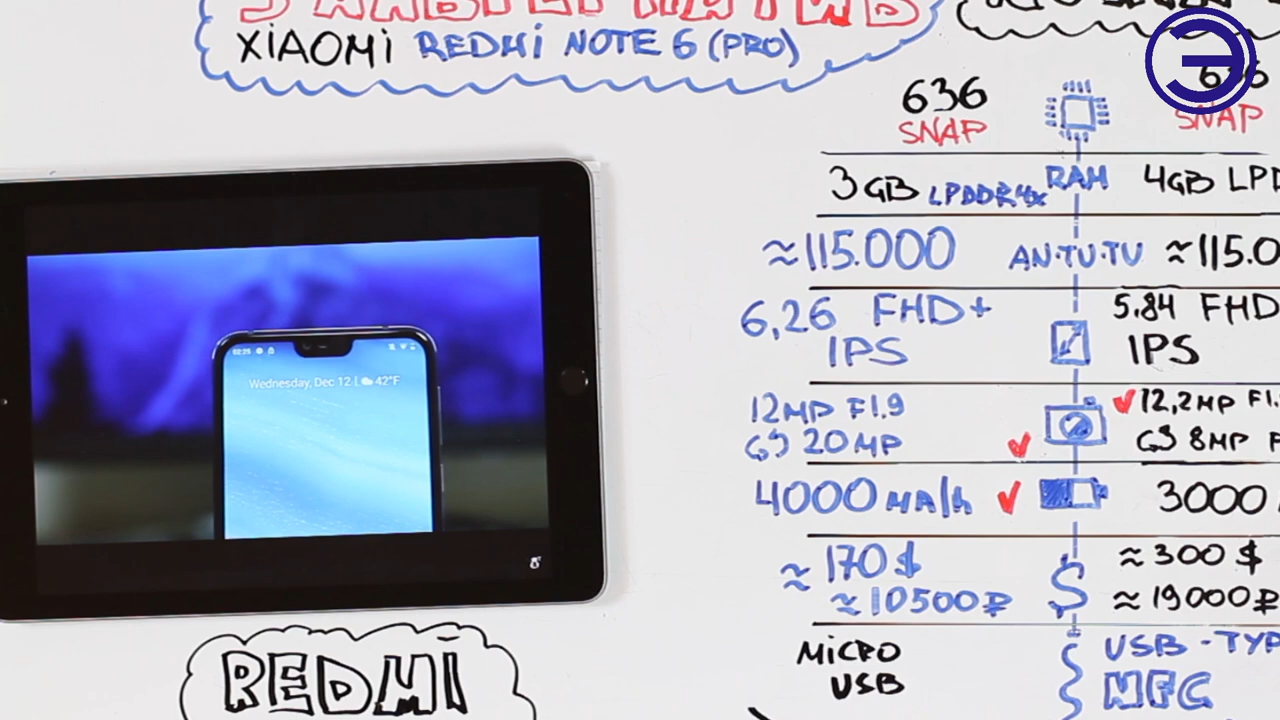 XIAOMI REDMI NOTE 6 (PRO)
636
SNAP
636
SNAP
3GB LPDDR4x RAM 4GB LPD
≈115.000 AN·TU·TU ≈115.0
6,26 FHD+
IPS
5.84 FHD
IPS
12MP F1.9
20MP
12,2MP F1.
8MP F
4000 MA/h
3000
≈170$
≈10500₽
$
≈300$
≈19000₽
MICRO
USB
USB-TYP
NFC
02:25
Wednesday, Dec 12 | 42°F
REDMI